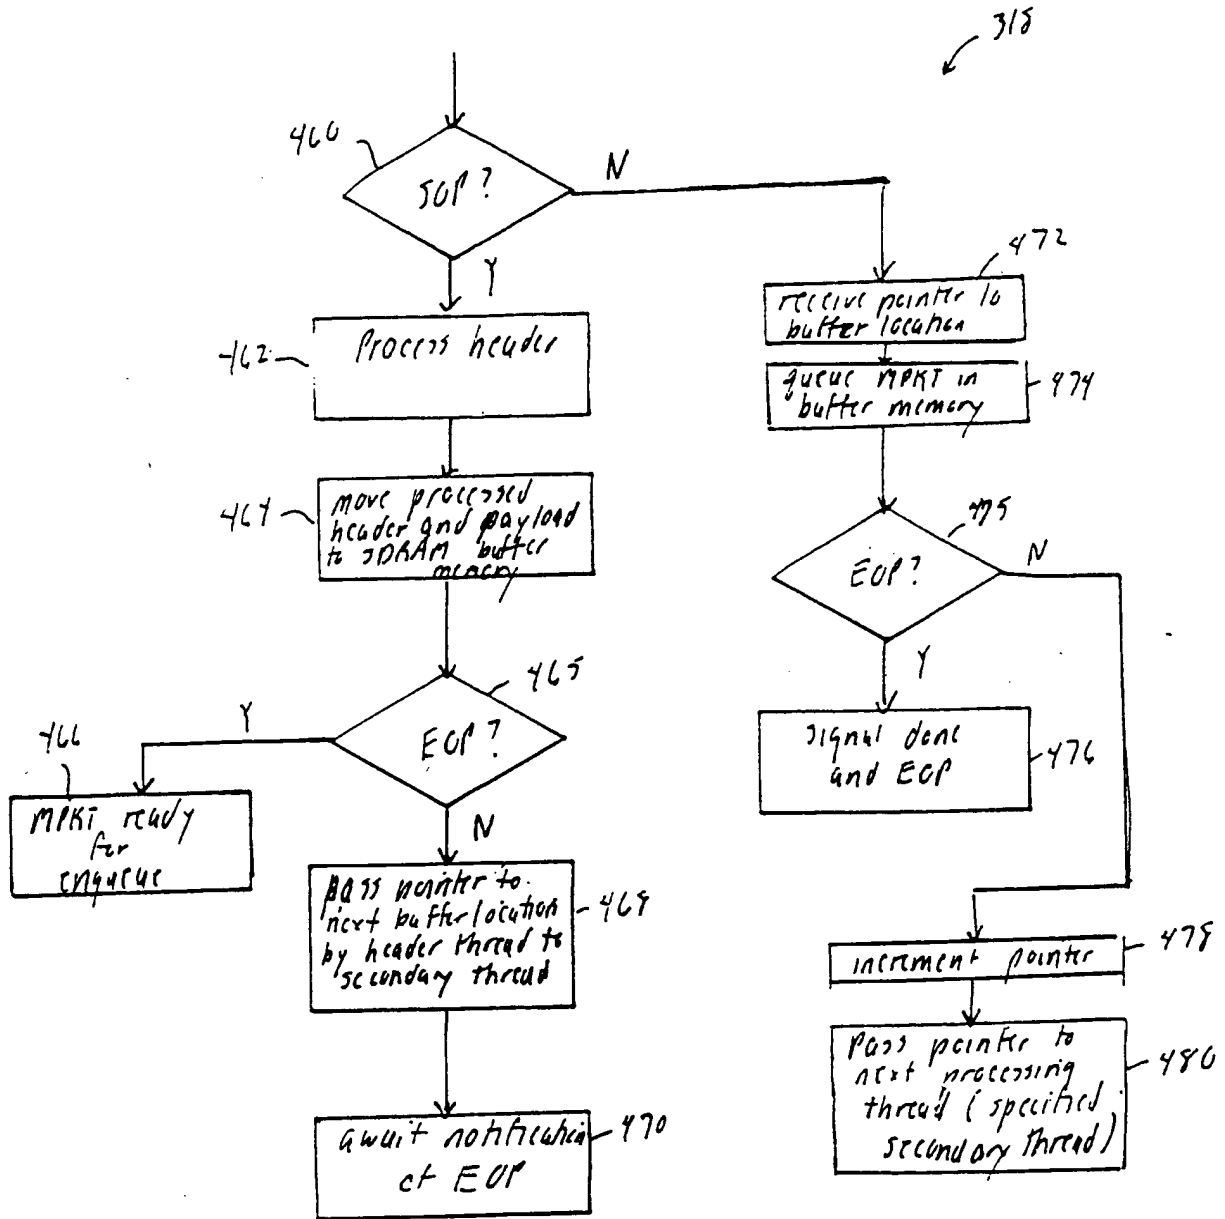 318
460
SOP?
N
Y
462
Process header
464
move processed
header and payload
to SDRAM buffer
memory
465
EOP?
Y
466
MPKT ready
for
enqueue
N
pass pointer to
next buffer location
by header thread to
secondary thread
468
await notification
of EOP
470
472
receive pointer to
buffer location
queue MPKT in
buffer memory
474
475
EOP?
N
Y
signal done
and EOP
476
increment pointer
478
Pass pointer to
next processing
thread (specified
secondary thread)
480